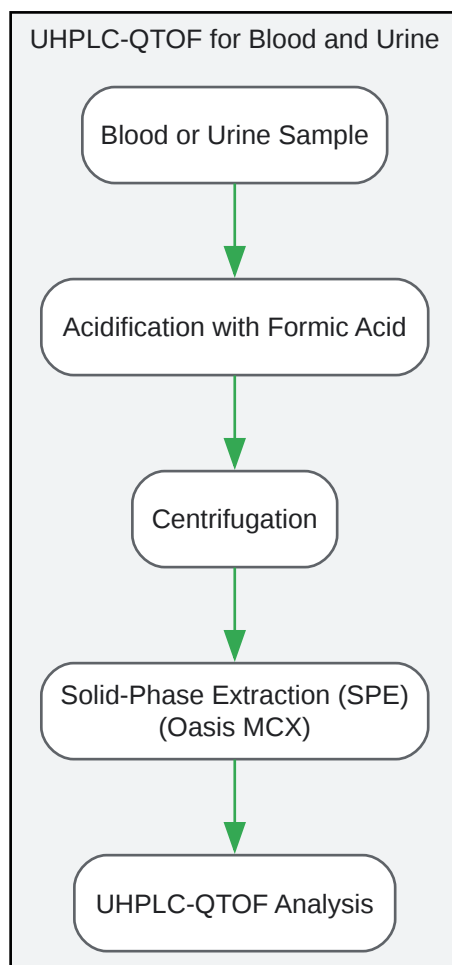 UHPLC-QTOF for Blood and Urine
Blood or Urine Sample
Acidification with Formic Acid
Centrifugation
Solid-Phase Extraction (SPE)
(Oasis MCX)
UHPLC-QTOF Analysis